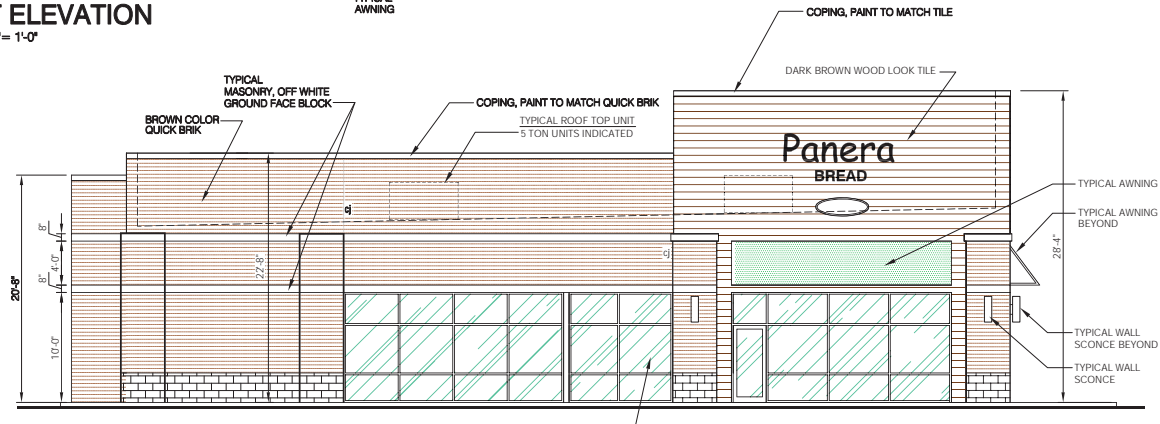 T ELEVATION
"= 1'-0"
TYPICAL
AWNING
COPING, PAINT TO MATCH TILE
DARK BROWN WOOD LOOK TILE
TYPICAL
MASONRY, OFF WHITE
GROUND FACE BLOCK
COPING, PAINT TO MATCH QUICK BRIK
BROWN COLOR
QUICK BRIK
TYPICAL ROOF TOP UNIT
5 TON UNITS INDICATED
Panera
BREAD
TYPICAL AWNING
TYPICAL AWNING
BEYOND
cj
cj
8"
4'-0"
8"
20'-8"
10'-0"
22'-8"
28'-4"
TYPICAL WALL
SCONCE BEYOND
TYPICAL WALL
SCONCE